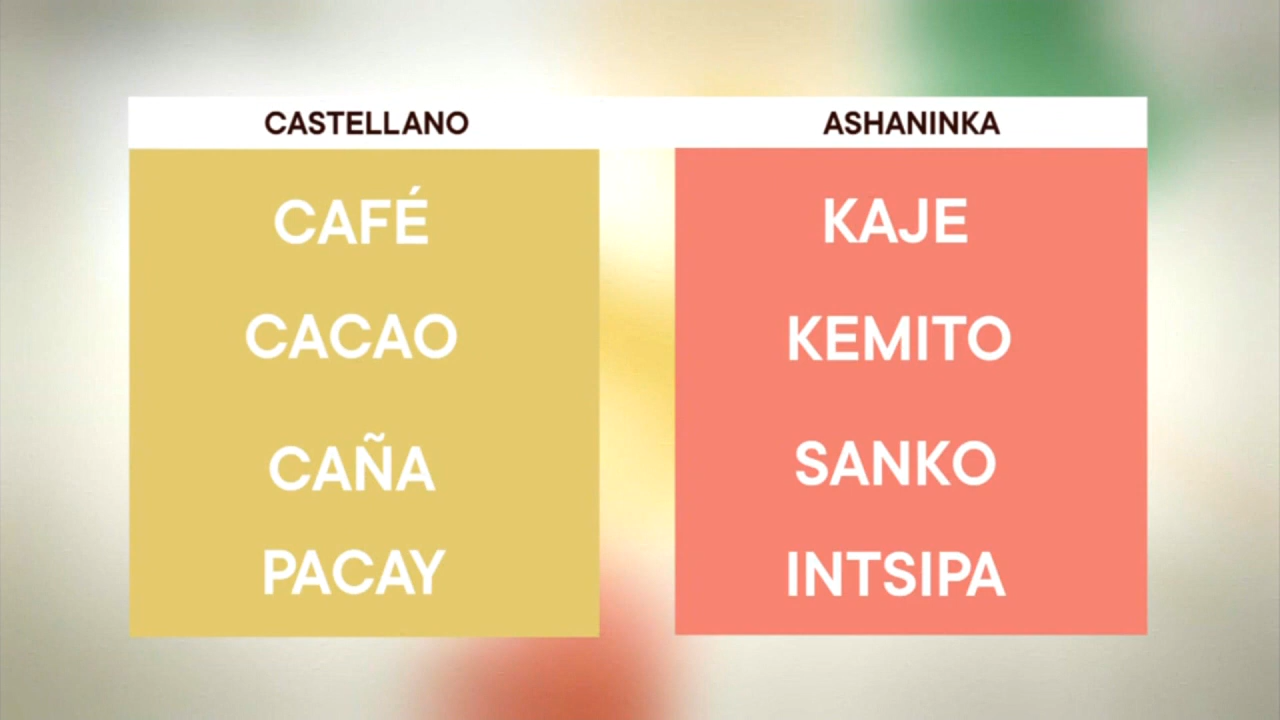 CASTELLANO ASHANINKA
CAFÉ KAJE
CACAO KEMITO
CAÑA SANKO
PACAY INTSIPA